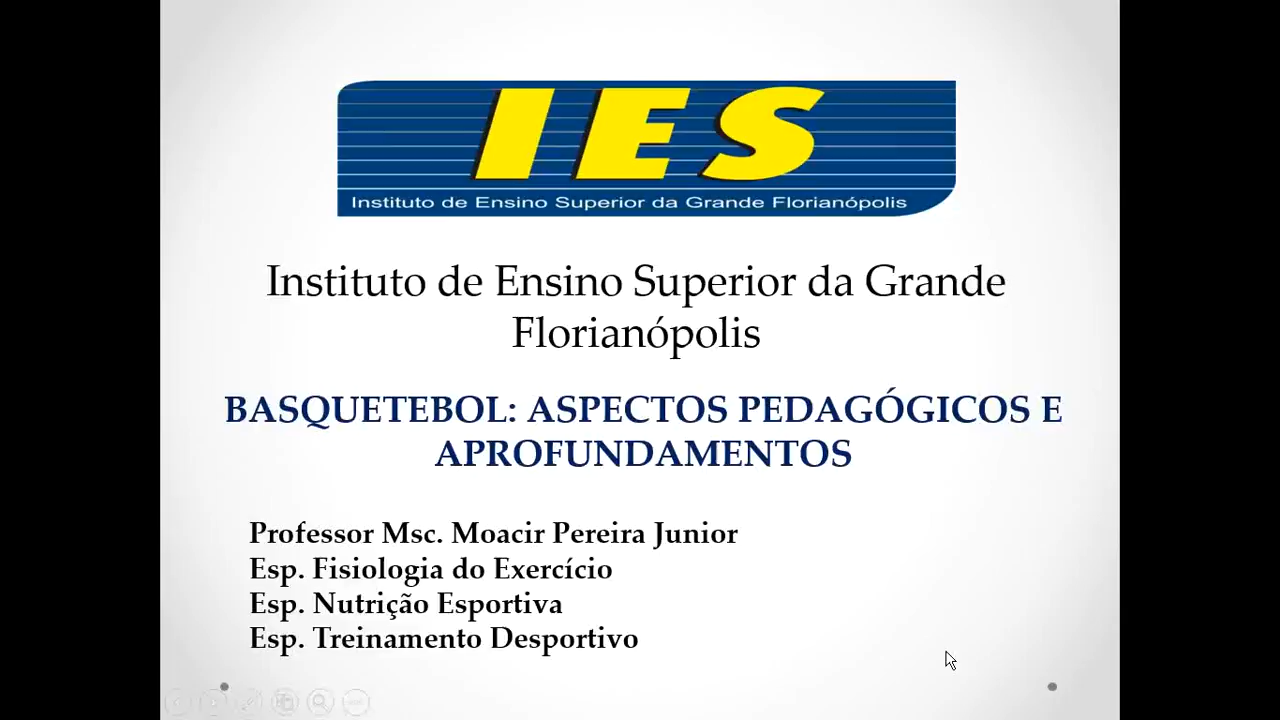 IES
Instituto de Ensino Superior da Grande Florianópolis
Instituto de Ensino Superior da Grande
Florianópolis
BASQUETEBOL: ASPECTOS PEDAGÓGICOS E
APROFUNDAMENTOS
Professor Msc. Moacir Pereira Junior
Esp. Fisiologia do Exercício
Esp. Nutrição Esportiva
Esp. Treinamento Desportivo